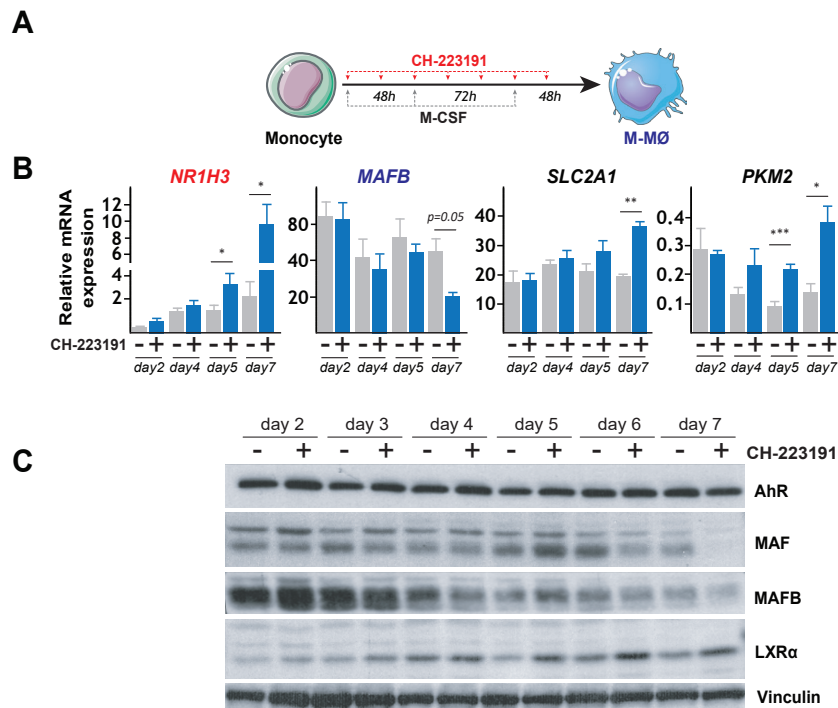 A
CH-223191
48h 72h 48h
M-CSF
Monocyte M-MØ
B
NR1H3 MAFB SLC2A1 PKM2
Relative mRNA
expression
12
10
8
6
4
2
* *
80
40
20
p=0.05
40
30
20
10
**
0.4
0.3
0.2
0.1
*** *
CH-223191 - + - + - + - + - + - + - + - + - + - + - + - + - + - + - + - +
day2 day4 day5 day7 day2 day4 day5 day7 day2 day4 day5 day7 day2 day4 day5 day7
C
day 2 day 3 day 4 day 5 day 6 day 7
- + - + - + - + - + - + CH-223191
AhR
MAF
MAFB
LXRα
Vinculin